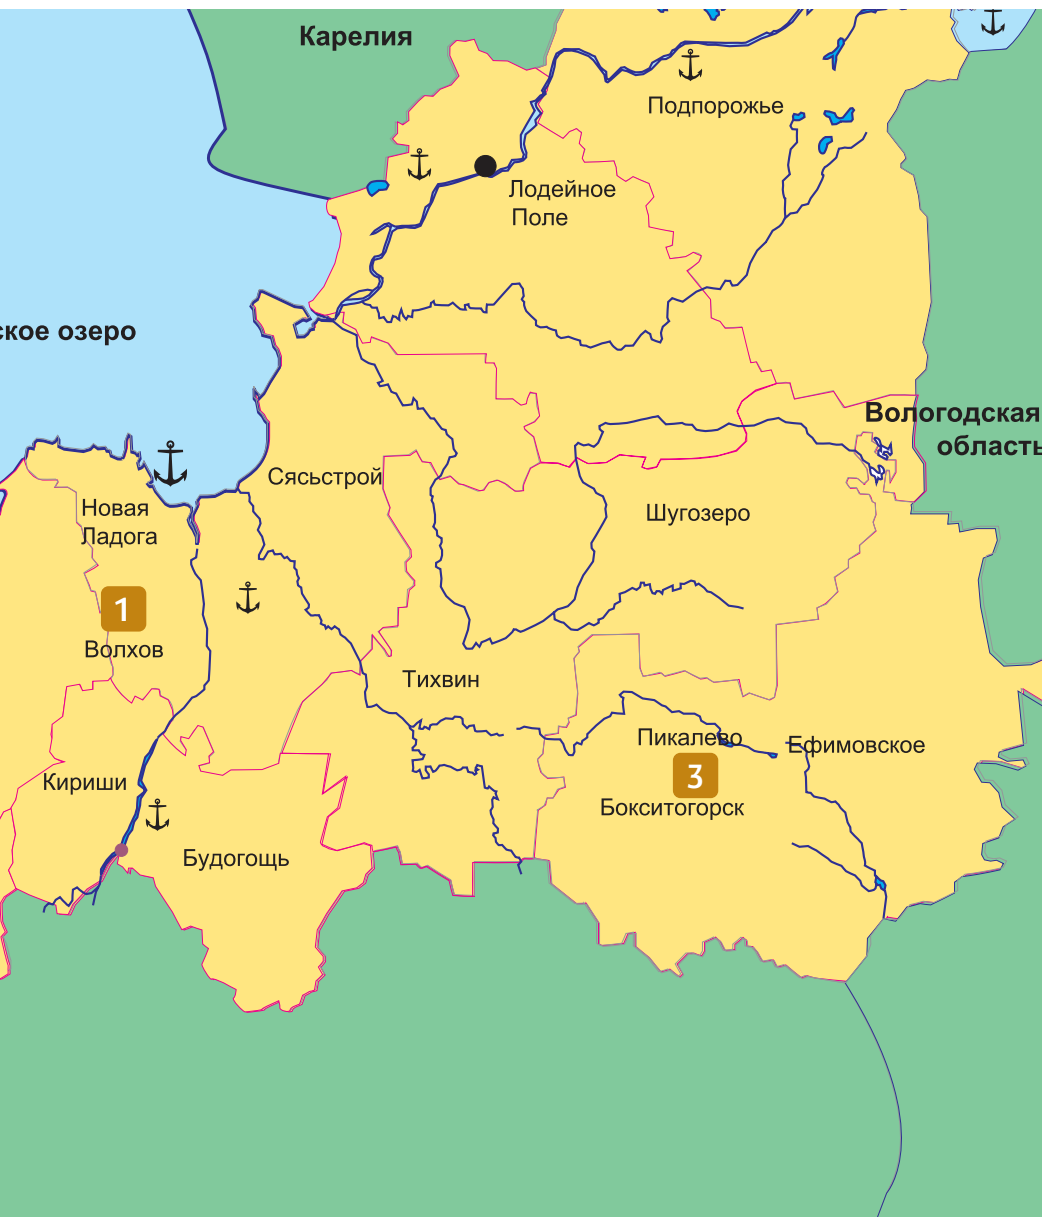 Карелия
Подпорожье
Лодейное
Поле
ское озеро
Вологодская
область
Сясьстрой
Новая
Ладога
Шугозеро
1
Волхов
Тихвин
Пикалево
Ефимовское
3
Кириши
Бокситогорск
Будогощь